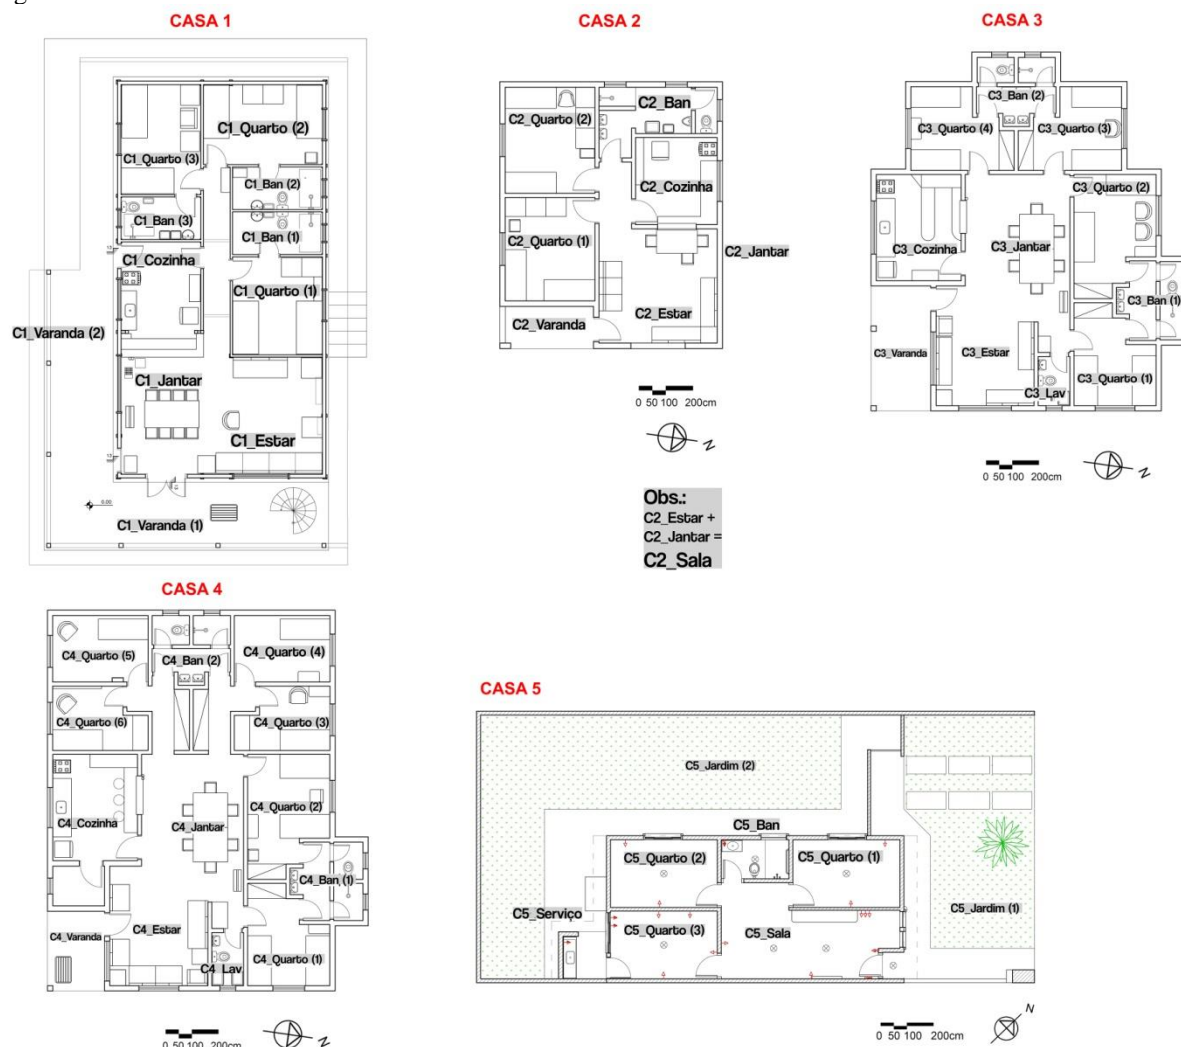 CASA 1
C1_Quarto (2)
C1_Quarto (3)
C1_Ban (2)
C1_Ban (3)
C1_Ban (1)
C1_Cozinha
C1_Quarto (1)
C1_Varanda (2)
C1_Jantar
C1_Estar
0.00
C1_Varanda (1)
CASA 2
C2_Ban
C2_Quarto (2)
C2_Cozinha
C2_Quarto (1)
C2_Jantar
C2_Estar
C2_Varanda
0 50 100 200cm
N
Obs.:
C2_Estar +
C2_Jantar =
C2_Sala
CASA 3
C3_Ban (2)
C3_Quarto (4)
C3_Quarto (3)
C3_Quarto (2)
C3_Cozinha
C3_Jantar
C3_Ban (1)
C3_Varanda
C3_Estar
C3_Quarto (1)
C3_Lav
0 50 100 200cm
N
CASA 4
C4_Quarto (5)
C4_Ban (2)
C4_Quarto (4)
C4_Quarto (6)
C4_Quarto (3)
C4_Quarto (2)
C4_Cozinha
C4_Jantar
C4_Ban (1)
C4_Varanda
C4_Estar
C4_Quarto (1)
C4_Lav
0 50 100 200cm
N
CASA 5
C5_Jardim (2)
C5_Ban
C5_Quarto (2)
C5_Quarto (1)
C5_Serviço
C5_Jardim (1)
C5_Quarto (3)
C5_Sala
0 50 100 200cm
N